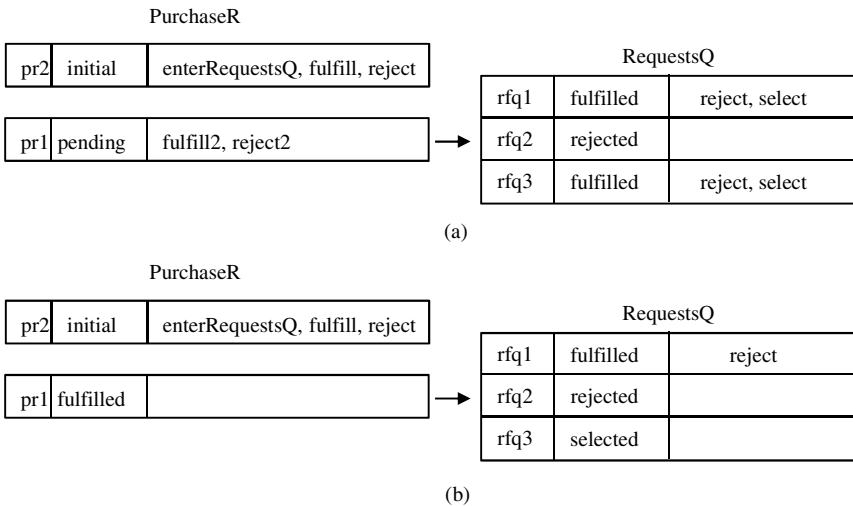 PurchaseR
pr2 initial enterRequestsQ, fulfill, reject
pr1 pending fulfill2, reject2
RequestsQ
rfq1 fulfilled reject, select
rfq2 rejected
rfq3 fulfilled reject, select
(a)
PurchaseR
pr2 initial enterRequestsQ, fulfill, reject
pr1 fulfilled
RequestsQ
rfq1 fulfilled reject
rfq2 rejected
rfq3 selected
(b)